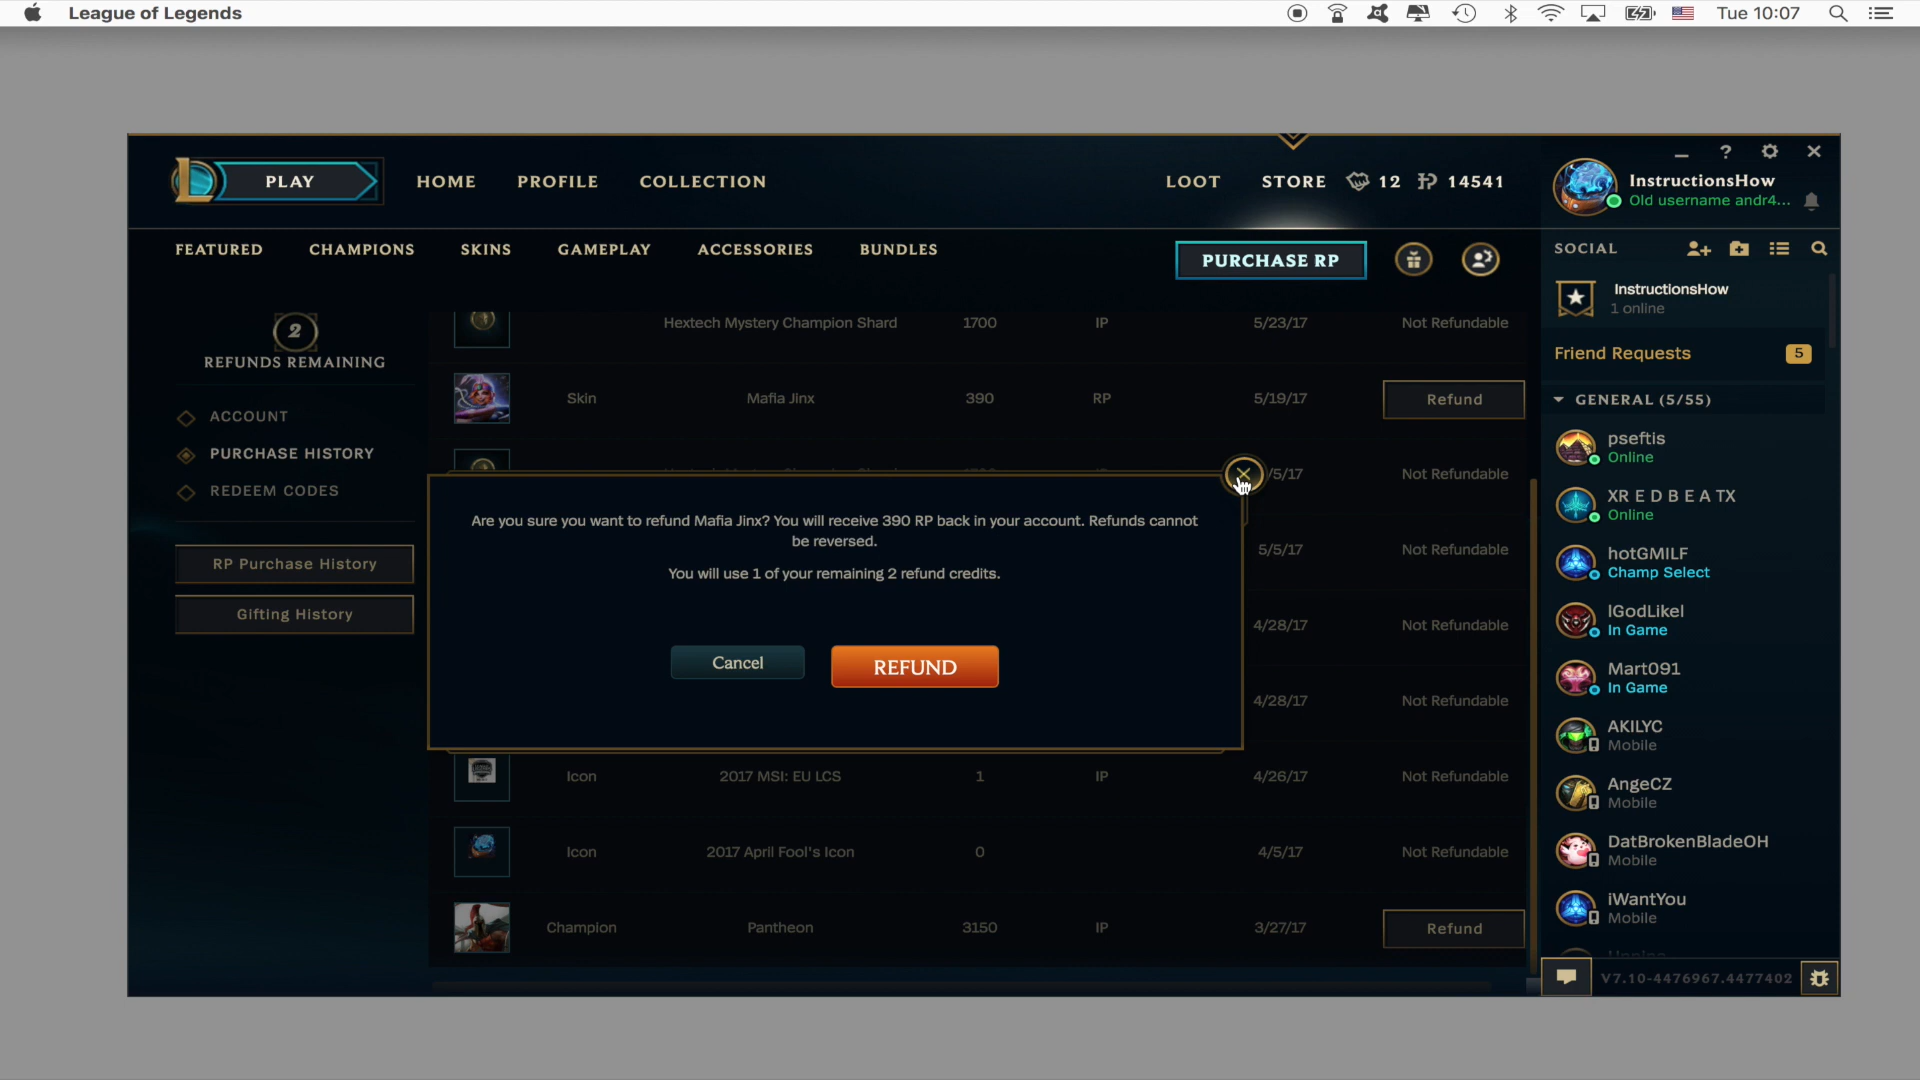 League of Legends
Tue 10:07
PLAY
HOME
PROFILE
COLLECTION
LOOT
STORE
12
14541
InstructionsHow
Old username andr4...
FEATURED
CHAMPIONS
SKINS
GAMEPLAY
ACCESSORIES
BUNDLES
PURCHASE RP
SOCIAL
2
REFUNDS REMAINING
ACCOUNT
PURCHASE HISTORY
REDEEM CODES
RP Purchase History
Gifting History
Hextech Mystery Champion Shard 1700 IP 5/23/17 Not Refundable
Skin Mafia Jinx 390 RP 5/19/17 Refund
/5/17 Not Refundable
5/5/17 Not Refundable
4/28/17 Not Refundable
4/28/17 Not Refundable
Are you sure you want to refund Mafia Jinx? You will receive 390 RP back in your account. Refunds cannot
be reversed.
You will use 1 of your remaining 2 refund credits.
Cancel
REFUND
Icon 2017 MSI: EU LCS 1 IP 4/26/17 Not Refundable
Icon 2017 April Fool's Icon 0 4/5/17 Not Refundable
Champion Pantheon 3150 IP 3/27/17 Refund
InstructionsHow
1 online
Friend Requests 5
GENERAL (5/55)
pseftis
Online
XR E D B E A TX
Online
hotGMILF
Champ Select
IGodLikeI
In Game
Mart091
In Game
AKILYC
Mobile
AngeCZ
Mobile
DatBrokenBladeOH
Mobile
iWantYou
Mobile
V7.10-4476967.4477402